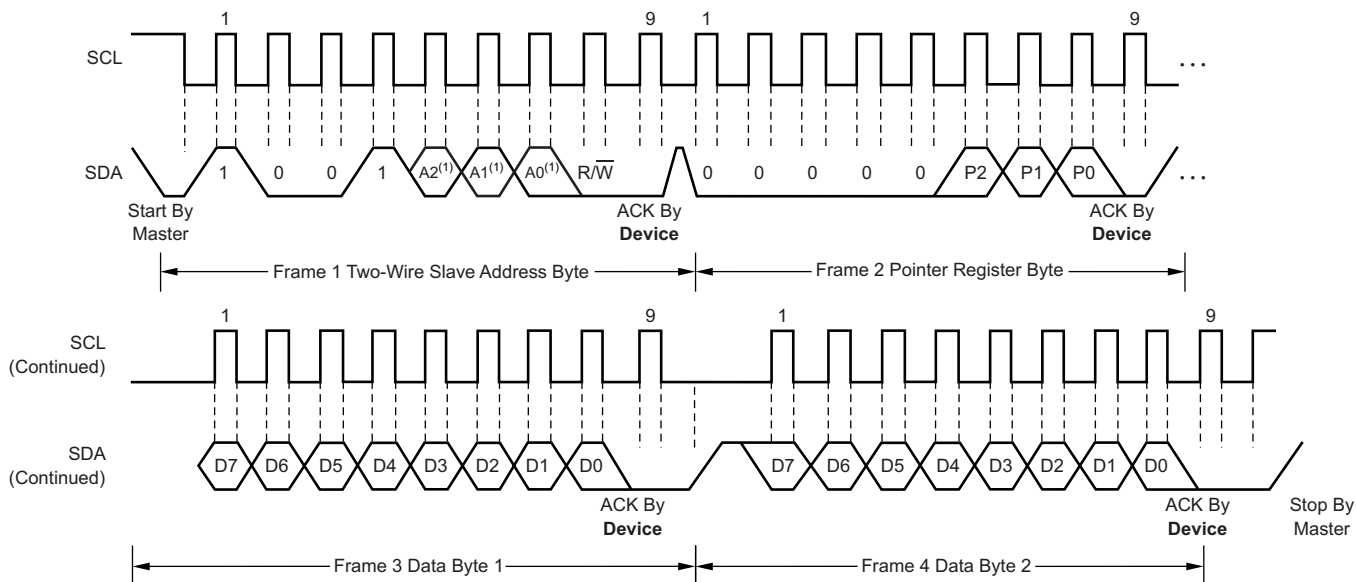 1 9 1 9
SCL ...
SDA 1 0 0 1 A2(1) A1(1) A0(1) R/W̅ 0 0 0 0 0 P2 P1 P0 ...
Start By
Master
ACK By
Device
ACK By
Device
Frame 1 Two-Wire Slave Address Byte
Frame 2 Pointer Register Byte
1 9 1 9
SCL
(Continued)
SDA
(Continued)
D7 D6 D5 D4 D3 D2 D1 D0 D7 D6 D5 D4 D3 D2 D1 D0
ACK By
Device
ACK By
Device
Stop By
Master
Frame 3 Data Byte 1
Frame 4 Data Byte 2